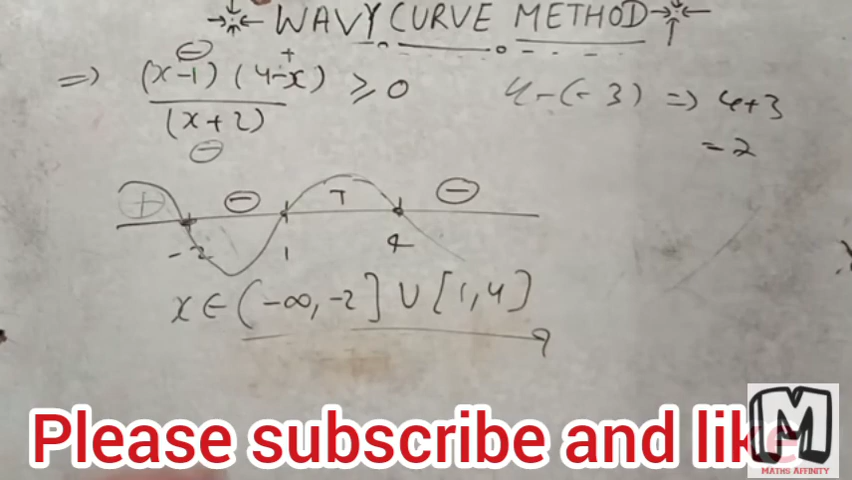 WAVY CURVE METHOD
⊖ +
=> (x-1) (4-x) ≥ 0
(x+2)
⊖
4-(-3) => 4+3
= 2
+ ⊖ + ⊖
-2 1 4
x ∈ (-∞, -2] ∪ [1, 4]
Please subscribe and like
M
MATHS AFFINITY